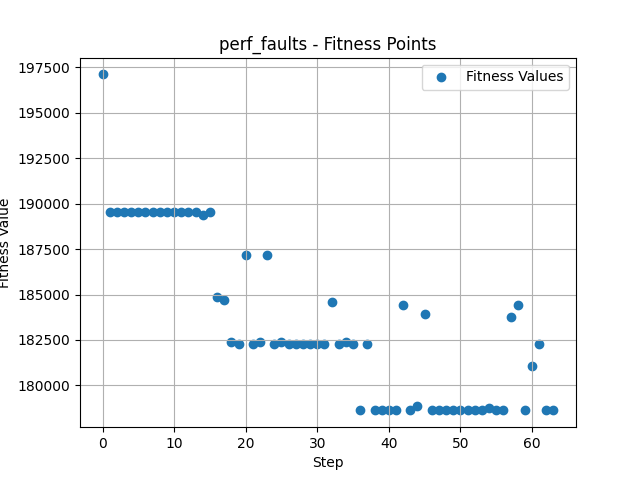 perf_faults - Fitness Points
Fitness Values
197500
195000
192500
190000
187500
185000
182500
180000
Fitness Value
0 10 20 30 40 50 60
Step